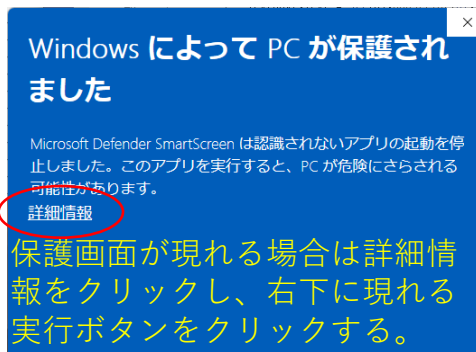 Windows によって PC が保護され
ました
Microsoft Defender SmartScreen は認識されないアプリの起動を停
止しました。このアプリを実行すると、PC が危険にさらされる
可能性があります。
詳細情報
保護画面が現れる場合は詳細情
報をクリックし、右下に現れる
実行ボタンをクリックする。